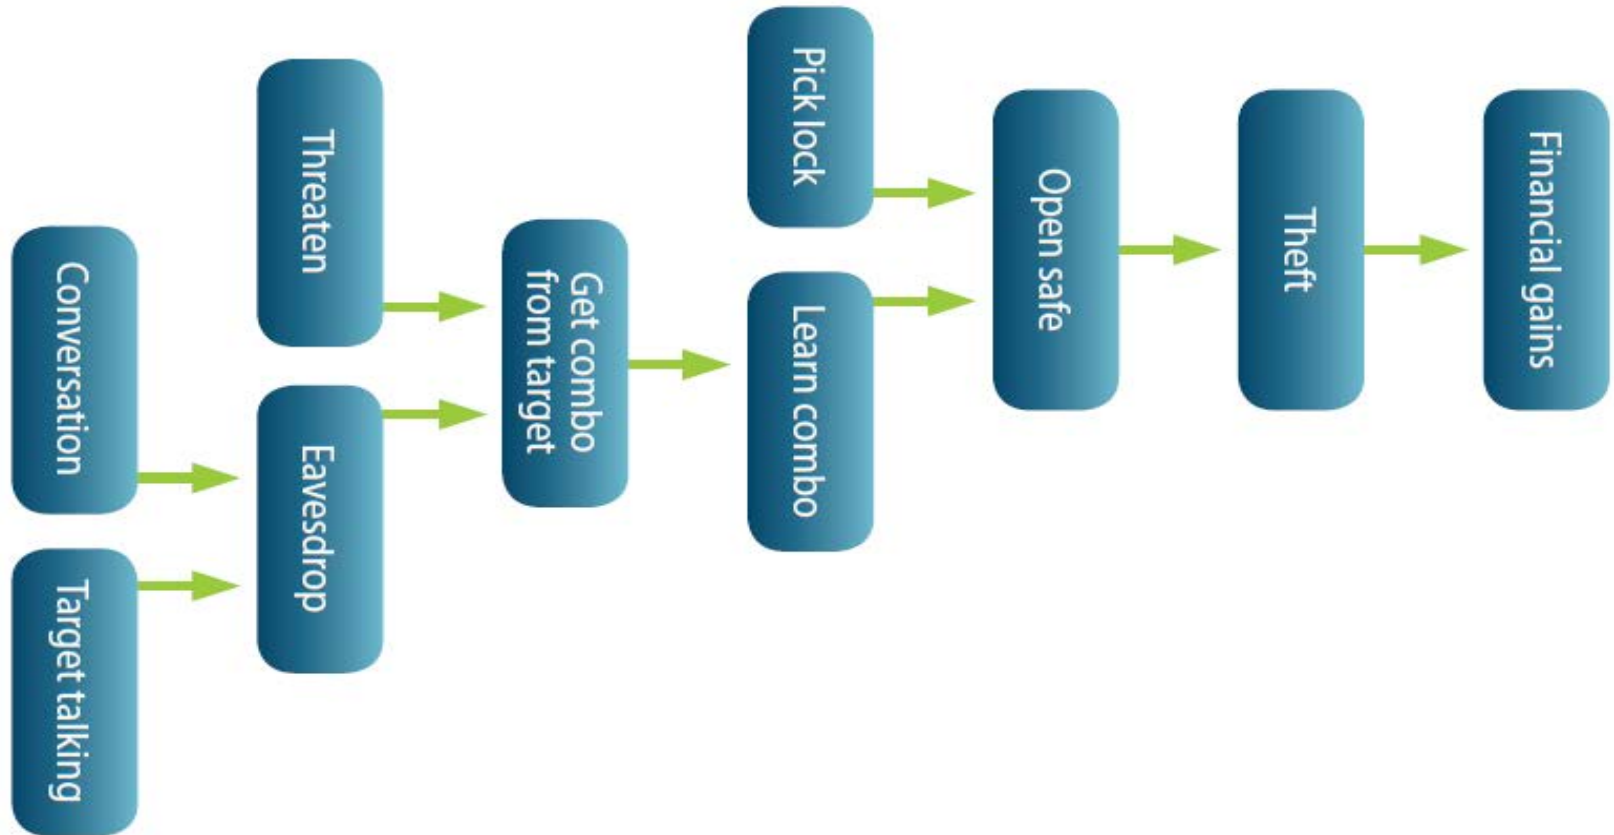 Financial gains
Theft
Open safe
Pick lock
Learn combo
Get combo
from target
Threaten
Eavesdrop
Conversation
Target talking